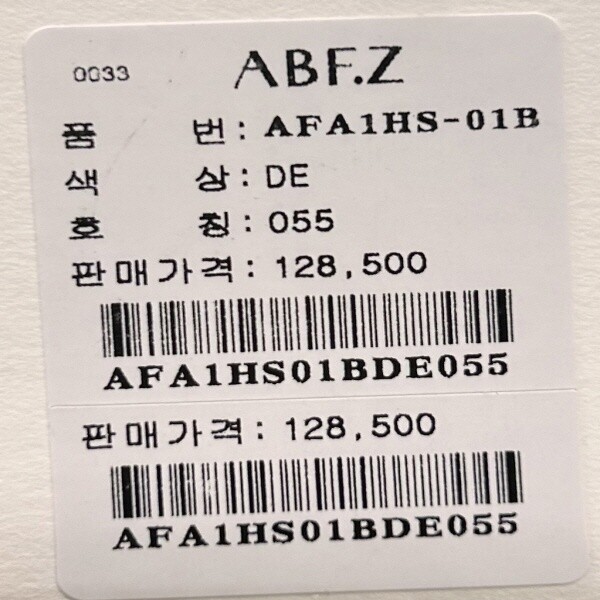 0033
ABF.Z
품 번: AFA1HS-01B
색 상: DE
호 칭: 055
판매가격: 128,500
AFA1HS01BDE055
판매가격: 128,500
AFA1HS01BDE055